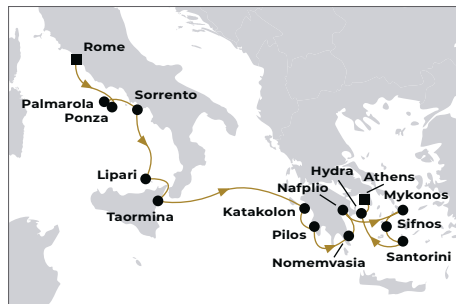 Rome
Palmarola
Ponza
Sorrento
Lipari
Taormina
Katakolon
Pilos
Nafplio
Hydra
Athens
Mykonos
Sifnos
Santorini
Nomemvasia